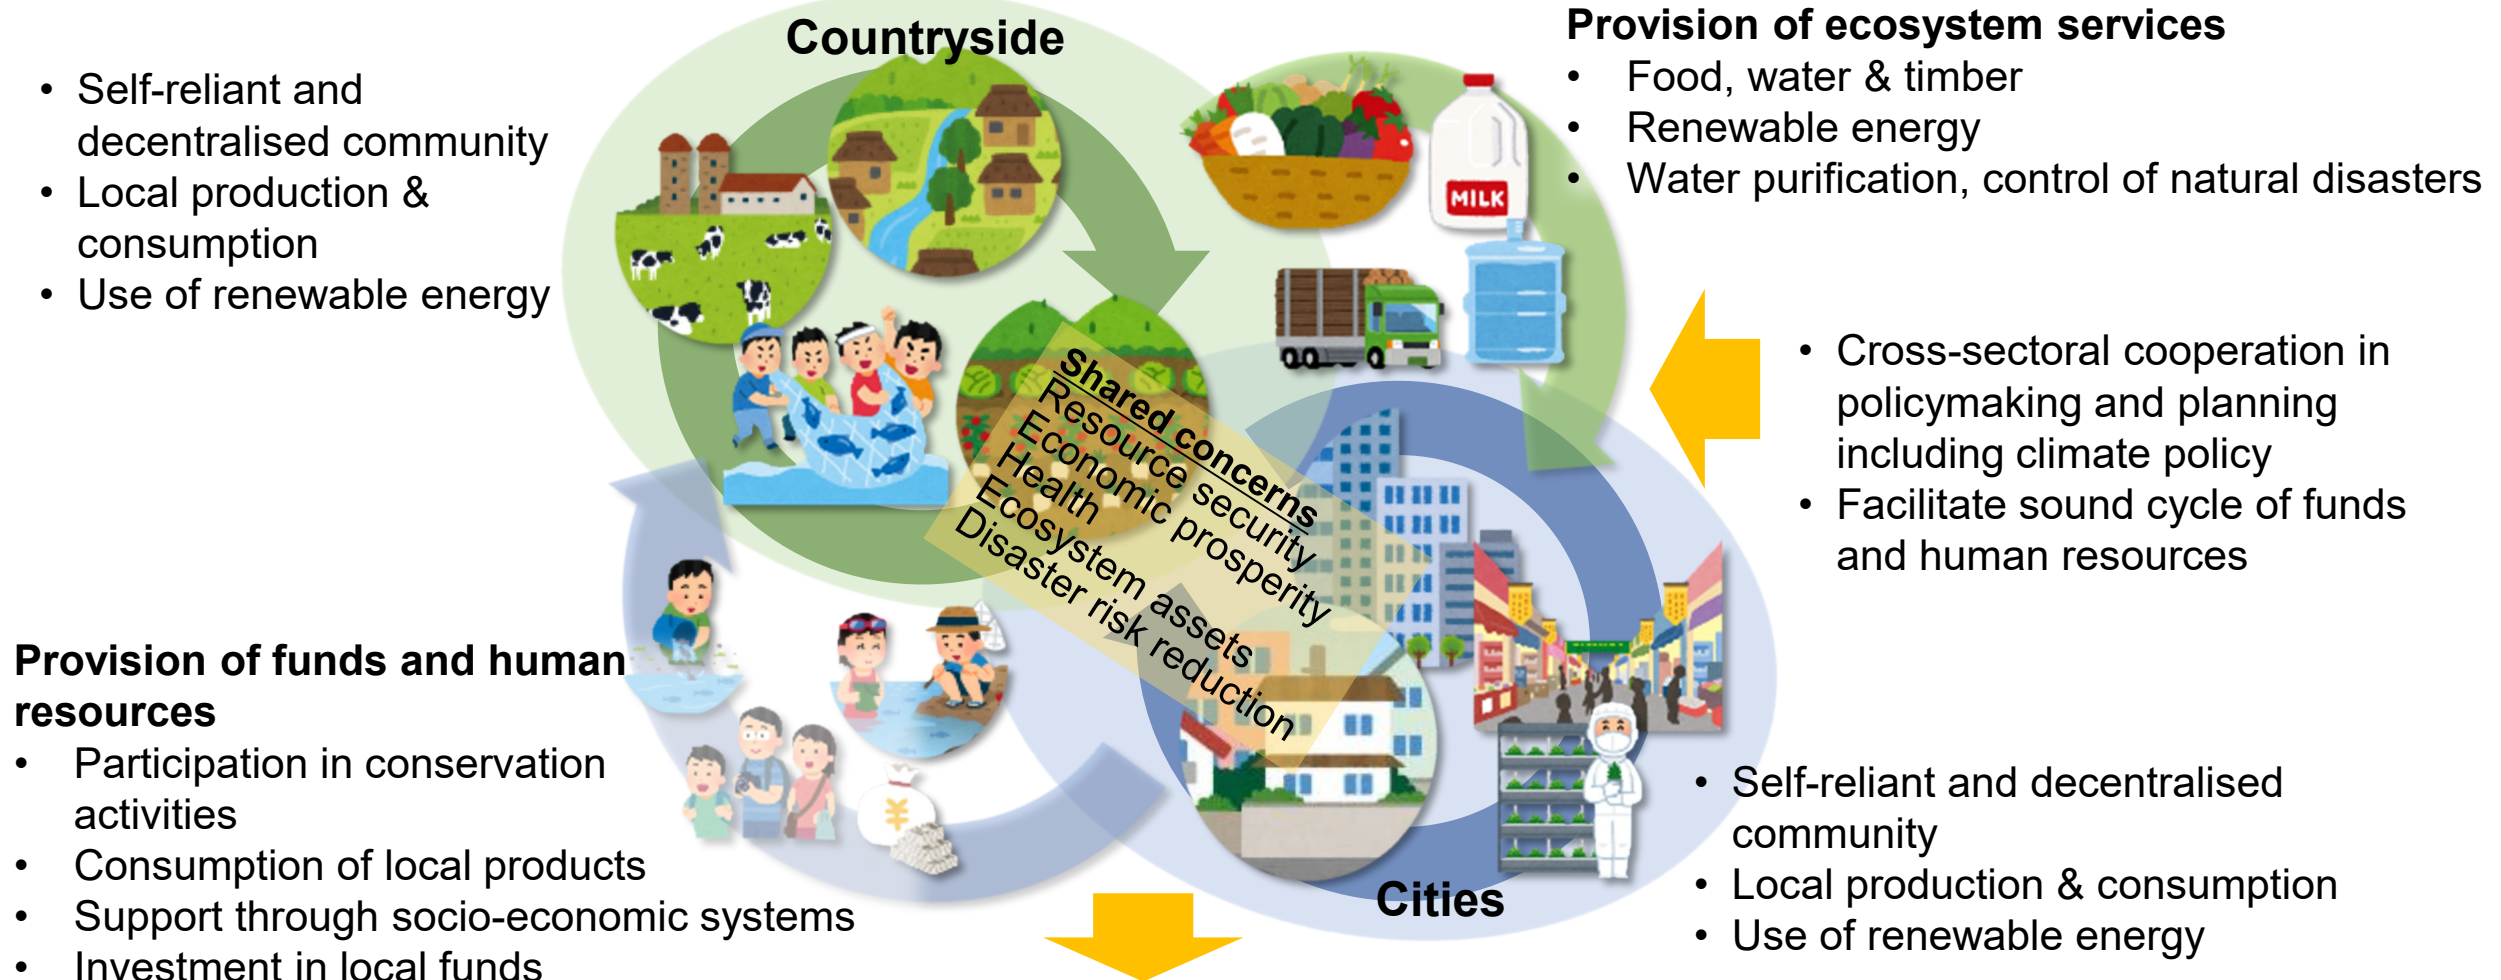 Countryside
• Self-reliant and
decentralised community
• Local production &
consumption
• Use of renewable energy
Provision of ecosystem services
• Food, water & timber
• Renewable energy
• Water purification, control of natural disasters
MILK
• Cross-sectoral cooperation in
policymaking and planning
including climate policy
• Facilitate sound cycle of funds
and human resources
Shared concerns
Resource security
Economic prosperity
Health
Ecosystem assets
Disaster risk reduction
Provision of funds and human
resources
• Participation in conservation
activities
• Consumption of local products
• Support through socio-economic systems
• Investment in local funds
¥
Cities
• Self-reliant and decentralised
community
• Local production & consumption
• Use of renewable energy